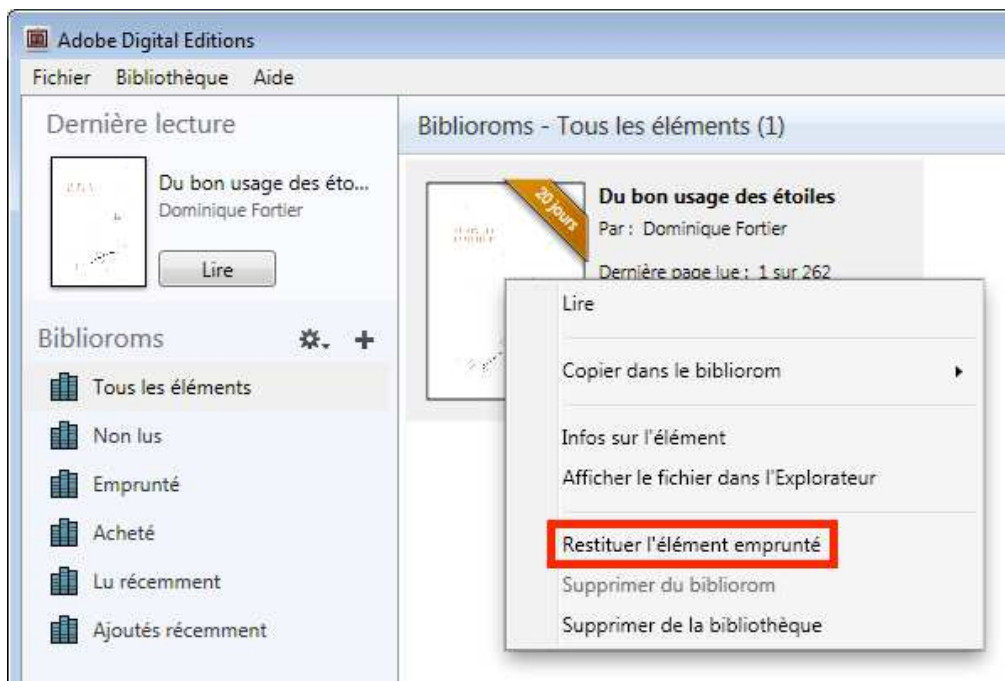 Adobe Digital Editions
Fichier Bibliothèque Aide
Dernière lecture
Du bon usage des éto...
Dominique Fortier
Lire
Biblioroms
Tous les éléments
Non lus
Emprunté
Acheté
Lu récemment
Ajoutés récemment
Biblioroms - Tous les éléments (1)
20 jours
Du bon usage des étoiles
Par : Dominique Fortier
Dernière page lue : 1 sur 262
Lire
Copier dans le bibliorom
Infos sur l'élément
Afficher le fichier dans l'Explorateur
Restituer l'élément emprunté
Supprimer du bibliorom
Supprimer de la bibliothèque